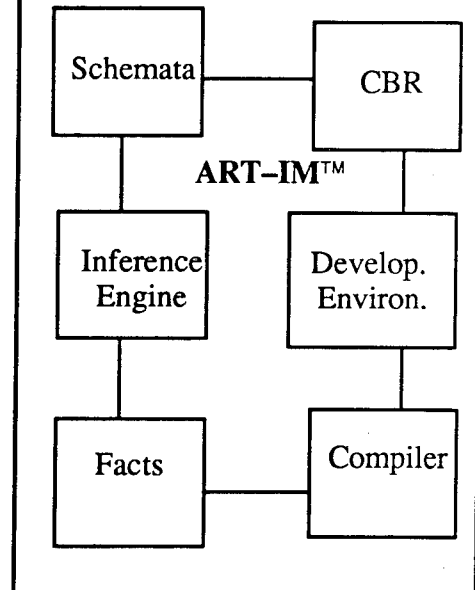 Schemata
CBR
ART–IM™
Inference
Engine
Develop.
Environ.
Facts
Compiler